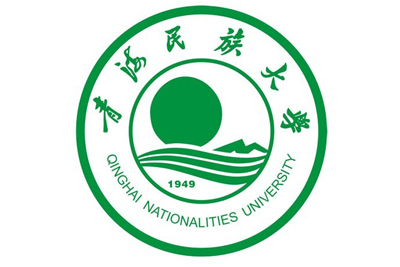 青海民族大学
1949
QINGHAI NATIONALITIES UNIVERSITY